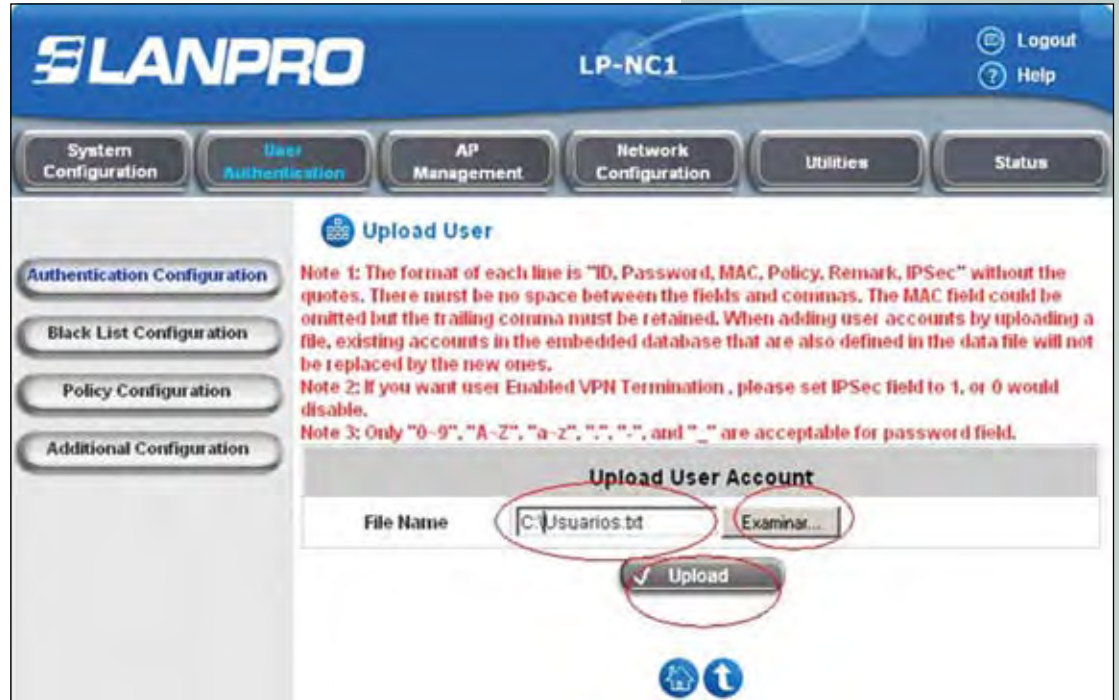 LANPRO
LP-NC1
Logout
Help
System
Configuration
User
Authentication
AP
Management
Network
Configuration
Utilities
Status
Upload User
Authentication Configuration
Black List Configuration
Policy Configuration
Additional Configuration
Note 1: The format of each line is "ID, Password, MAC, Policy, Remark, IPSec" without the
quotes. There must be no space between the fields and commas. The MAC field could be
omitted but the trailing comma must be retained. When adding user accounts by uploading a
file, existing accounts in the embedded database that are also defined in the data file will not
be replaced by the new ones.
Note 2: If you want user Enabled VPN Termination , please set IPSec field to 1, or 0 would
disable.
Note 3: Only "0~9", "A~Z", "a~z", ".", "-", and "_" are acceptable for password field.
Upload User Account
File Name
C:\Usuarios.txt
Examinar...
Upload